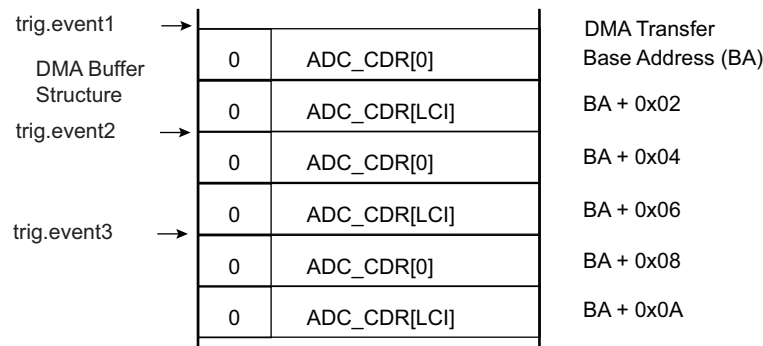 trig.event1
DMA Transfer
Base Address (BA)
DMA Buffer
Structure
0 ADC_CDR[0]
0 ADC_CDR[LCI] BA + 0x02
trig.event2
0 ADC_CDR[0] BA + 0x04
0 ADC_CDR[LCI] BA + 0x06
trig.event3
0 ADC_CDR[0] BA + 0x08
0 ADC_CDR[LCI] BA + 0x0A